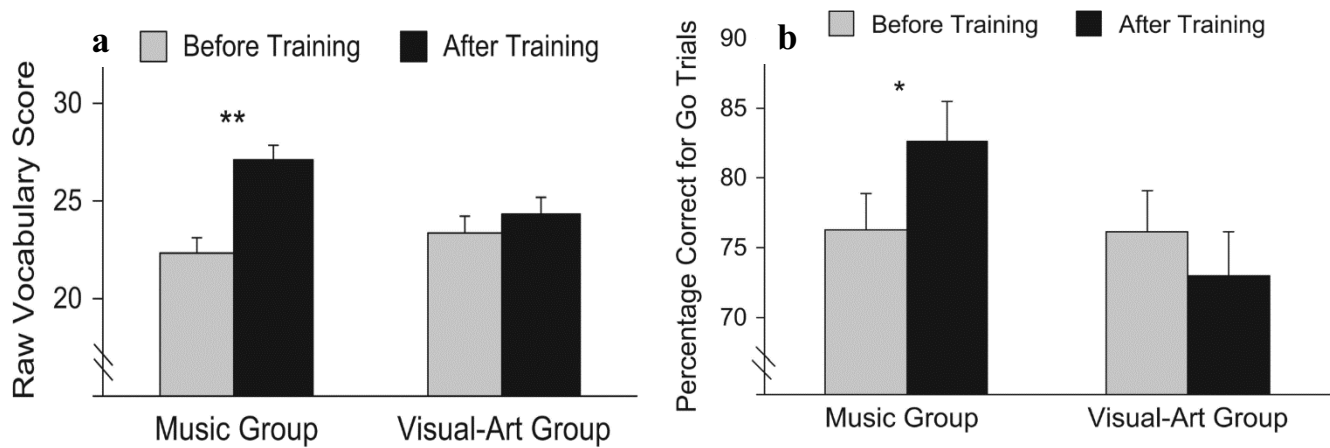 a
Before Training After Training
Raw Vocabulary Score
30
**
25
20
Music Group Visual-Art Group
b
Before Training After Training
Percentage Correct for Go Trials
90
85
*
80
75
70
Music Group Visual-Art Group